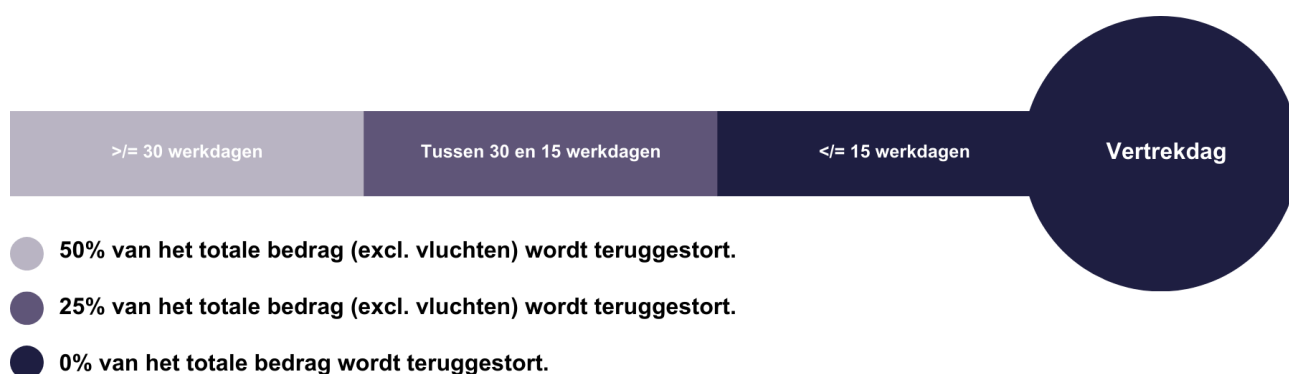 >/= 30 werkdagen
Tussen 30 en 15 werkdagen
</= 15 werkdagen
Vertrekdag
50% van het totale bedrag (excl. vluchten) wordt teruggestort.
25% van het totale bedrag (excl. vluchten) wordt teruggestort.
0% van het totale bedrag wordt teruggestort.